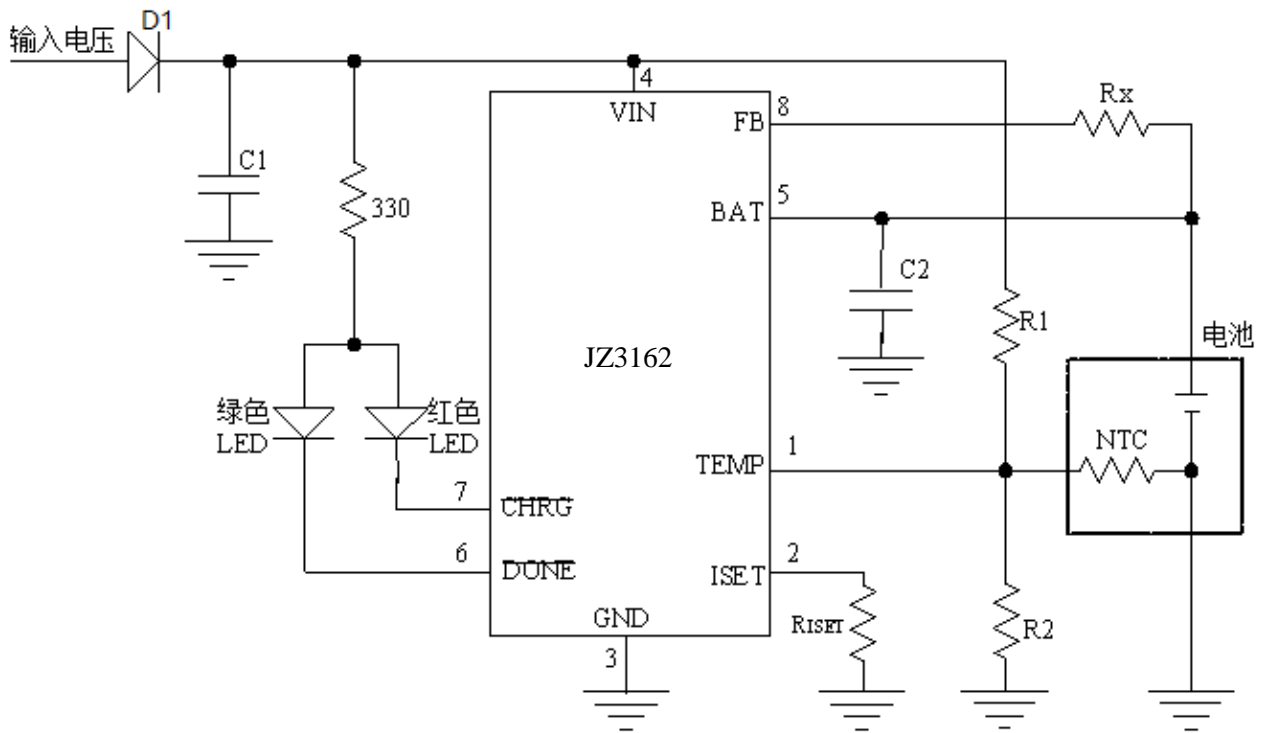 D1
输入电压
4
VIN
FB
8
Rx
C1
330
BAT
5
C2
R1
JZ3162
电池
绿色
LED
红色
LED
TEMP
1
NTC
7
CHRG
6
DONE
ISET
2
GND
3
RISET
R2